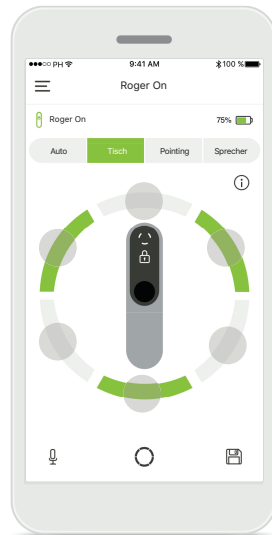 PH 9:41 AM 100 %
Roger On
Roger On 75%
Auto Tisch Pointing Sprecher